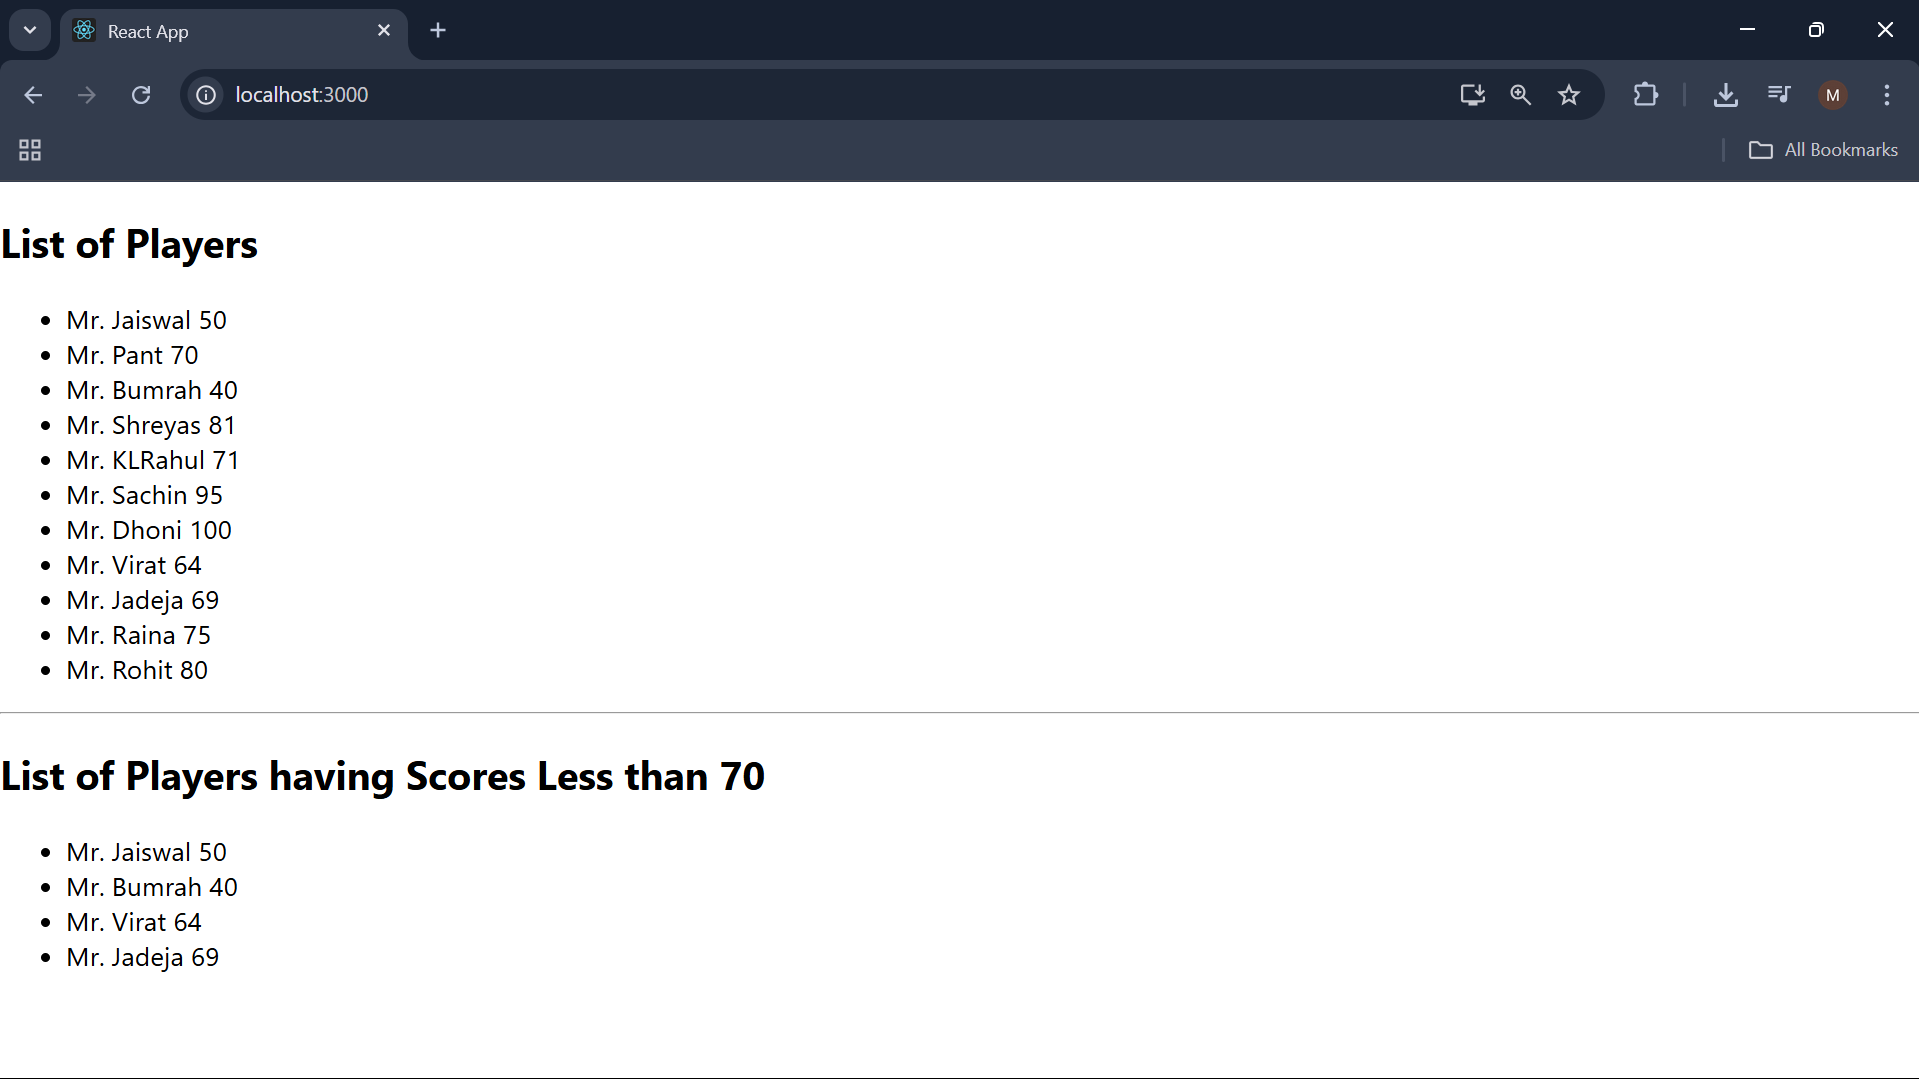 React App
localhost:3000
M
All Bookmarks
List of Players
Mr. Jaiswal 50
Mr. Pant 70
Mr. Bumrah 40
Mr. Shreyas 81
Mr. KLRahul 71
Mr. Sachin 95
Mr. Dhoni 100
Mr. Virat 64
Mr. Jadeja 69
Mr. Raina 75
Mr. Rohit 80
List of Players having Scores Less than 70
Mr. Jaiswal 50
Mr. Bumrah 40
Mr. Virat 64
Mr. Jadeja 69